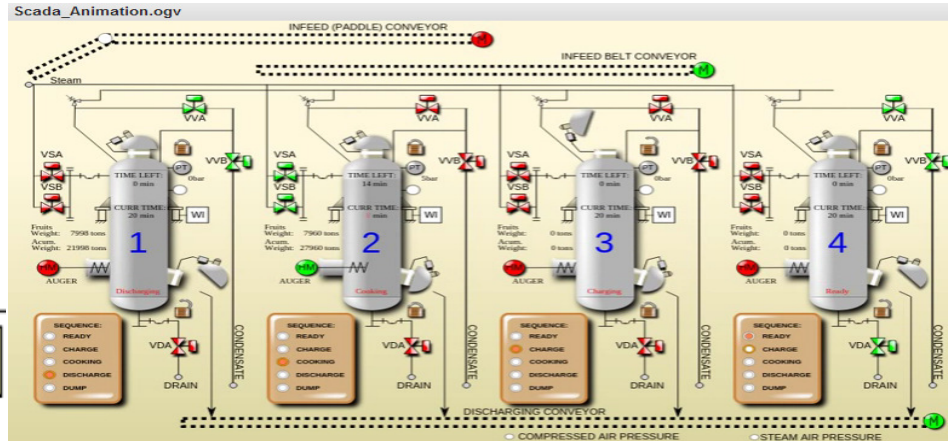 Scada_Animation.ogv
INFEED (PADDLE) CONVEYOR
M
INFEED BELT CONVEYOR
M
Steam
VVA
VSA
VSB
PT
0bar
VVB
TIME LEFT:
0 min
CURR TIME:
20 min
WI
1
Fruits
Weight: 7998 tons
Acum.
Weight: 21998 tons
HM
AUGER
Discharging
VDA
DRAIN
CONDENSATE
SEQUENCE:
READY
CHARGE
COOKING
DISCHARGE
DUMP
VVA
VSA
VSB
PT
5bar
VVB
TIME LEFT:
14 min
CURR TIME:
min
WI
2
Fruits
Weight: 7960 tons
Acum.
Weight: 27960 tons
HM
AUGER
Cooking
VDA
DRAIN
CONDENSATE
SEQUENCE:
READY
CHARGE
COOKING
DISCHARGE
DUMP
VVA
VSA
VSB
PT
0bar
VVB
TIME LEFT:
0 min
CURR TIME:
20 min
WI
3
Fruits
Weight: 0 tons
Acum.
Weight: 0 tons
HM
AUGER
Charging
VDA
DRAIN
CONDENSATE
SEQUENCE:
READY
CHARGE
COOKING
DISCHARGE
DUMP
VVA
VSA
VSB
PT
0bar
VVB
TIME LEFT:
0 min
CURR TIME:
20 min
WI
4
Fruits
Weight: 0 tons
Acum.
Weight: 0 tons
HM
AUGER
Ready
VDA
DRAIN
CONDENSATE
SEQUENCE:
READY
CHARGE
COOKING
DISCHARGE
DUMP
DISCHARGING CONVEYOR
M
COMPRESSED AIR PRESSURE
STEAM AIR PRESSURE